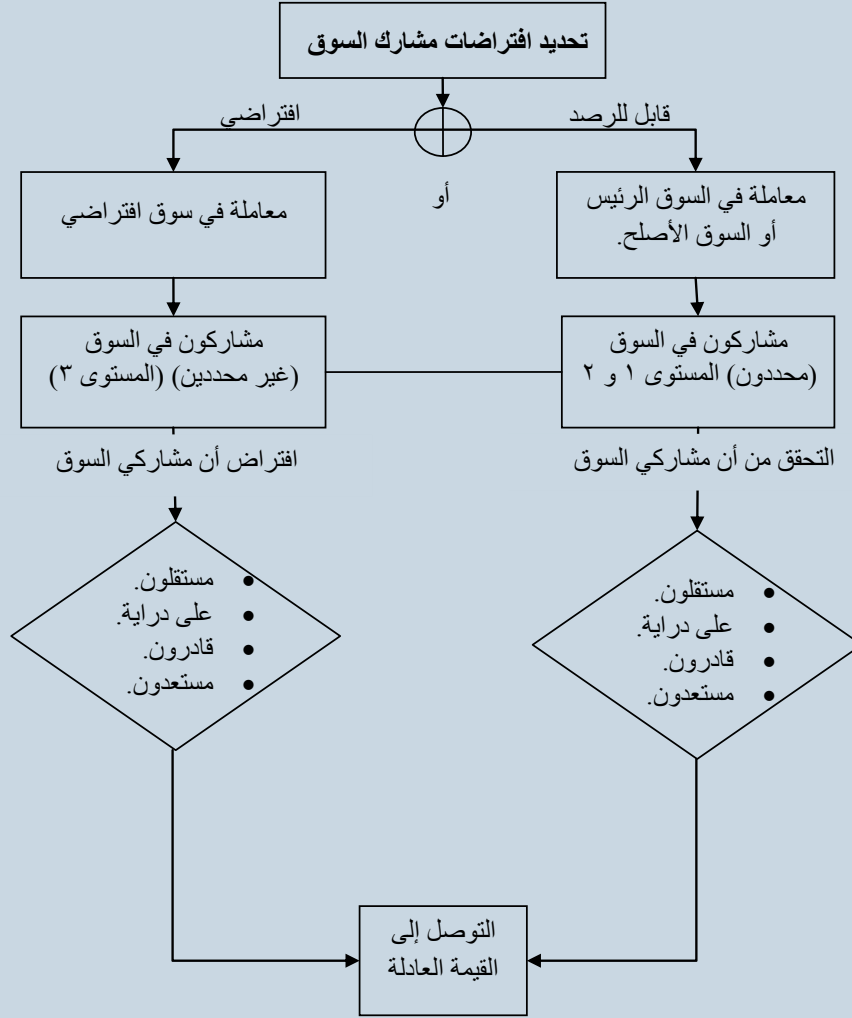 تحديد افتراضات مشارك السوق
قابل للرصد
افتراضي
أو
معاملة في السوق الرئيس
أو السوق الأصلح.
معاملة في سوق افتراضي
مشاركون في السوق
(محددون) المستوى ١ و ٢
مشاركون في السوق
(غير محددين) (المستوى ٣)
التحقق من أن مشاركي السوق
افتراض أن مشاركي السوق
• مستقلون.
• على دراية.
• قادرون.
• مستعدون.
• مستقلون.
• على دراية.
• قادرون.
• مستعدون.
التوصل إلى
القيمة العادلة